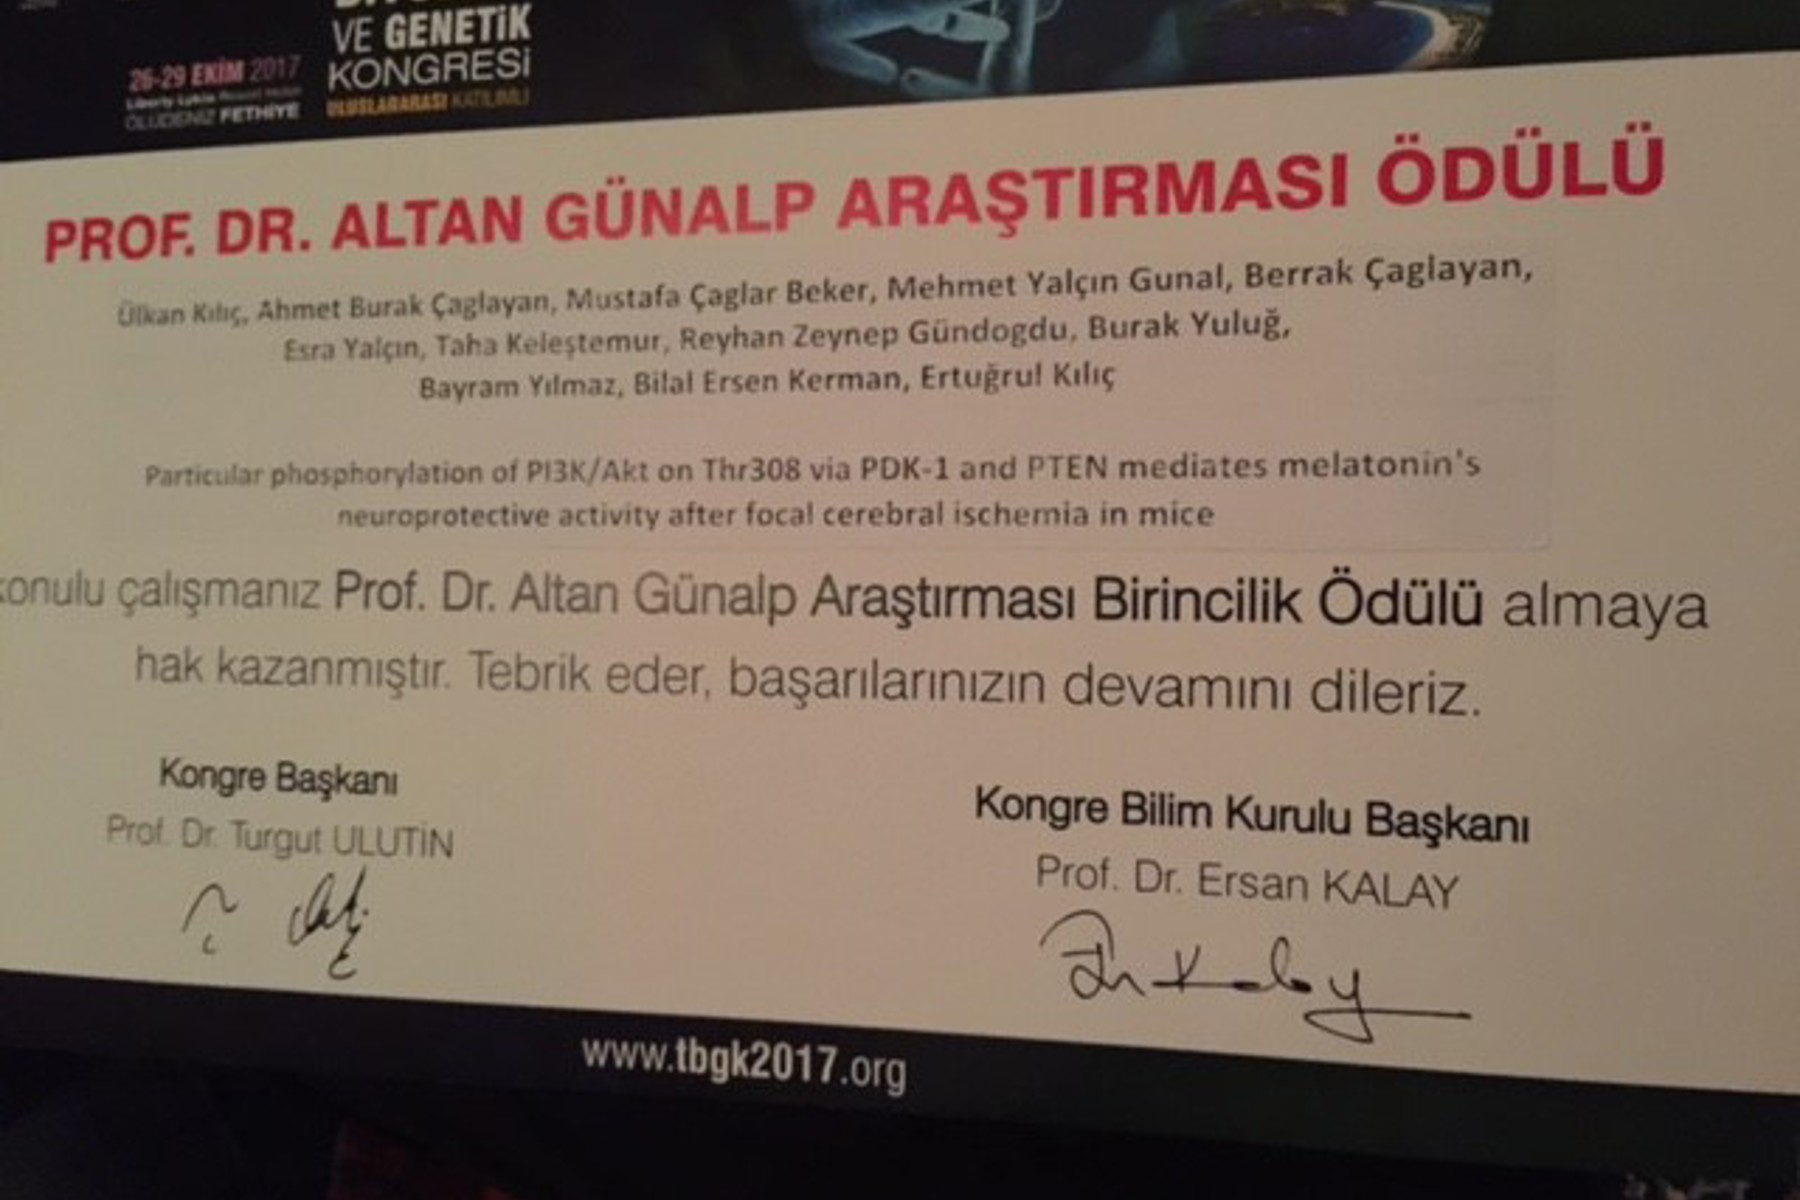 VE GENETİK
KONGRESİ
ULUSLARARASI KATILIMLI
26-29 EKİM 2017
Liberty Lykia
ÖLÜDENİZ FETHİYE
PROF. DR. ALTAN GÜNALP ARAŞTIRMASI ÖDÜLÜ
Ülkan Kılıç, Ahmet Burak Çaglayan, Mustafa Çaglar Beker, Mehmet Yalçın Gunal, Berrak Çaglayan,
Esra Yalçın, Taha Keleştemur, Reyhan Zeynep Gündogdu, Burak Yuluğ,
Bayram Yılmaz, Bilal Ersen Kerman, Ertuğrul Kılıç
Particular phosphorylation of PI3K/Akt on Thr308 via PDK-1 and PTEN mediates melatonin's
neuroprotective activity after focal cerebral ischemia in mice
konulu çalışmanız Prof. Dr. Altan Günalp Araştırması Birincilik Ödülü almaya
hak kazanmıştır. Tebrik eder, başarılarınızın devamını dileriz.
Kongre Başkanı
Prof. Dr. Turgut ULUTİN
Kongre Bilim Kurulu Başkanı
Prof. Dr. Ersan KALAY
www.tbgk2017.org